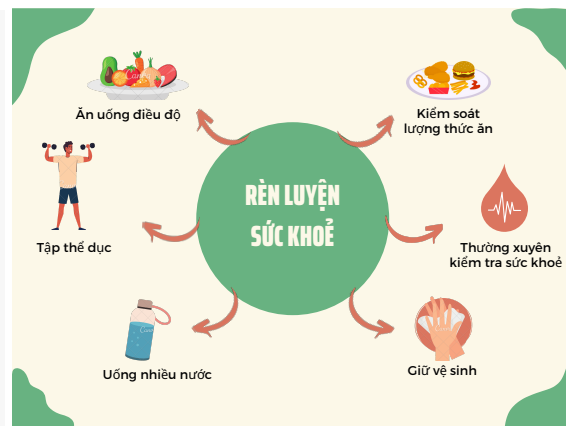 RÈN LUYỆN
SỨC KHOẺ
Ăn uống điều độ
Kiểm soát
lượng thức ăn
Tập thể dục
Thường xuyên
kiểm tra sức khoẻ
Uống nhiều nước
Giữ vệ sinh